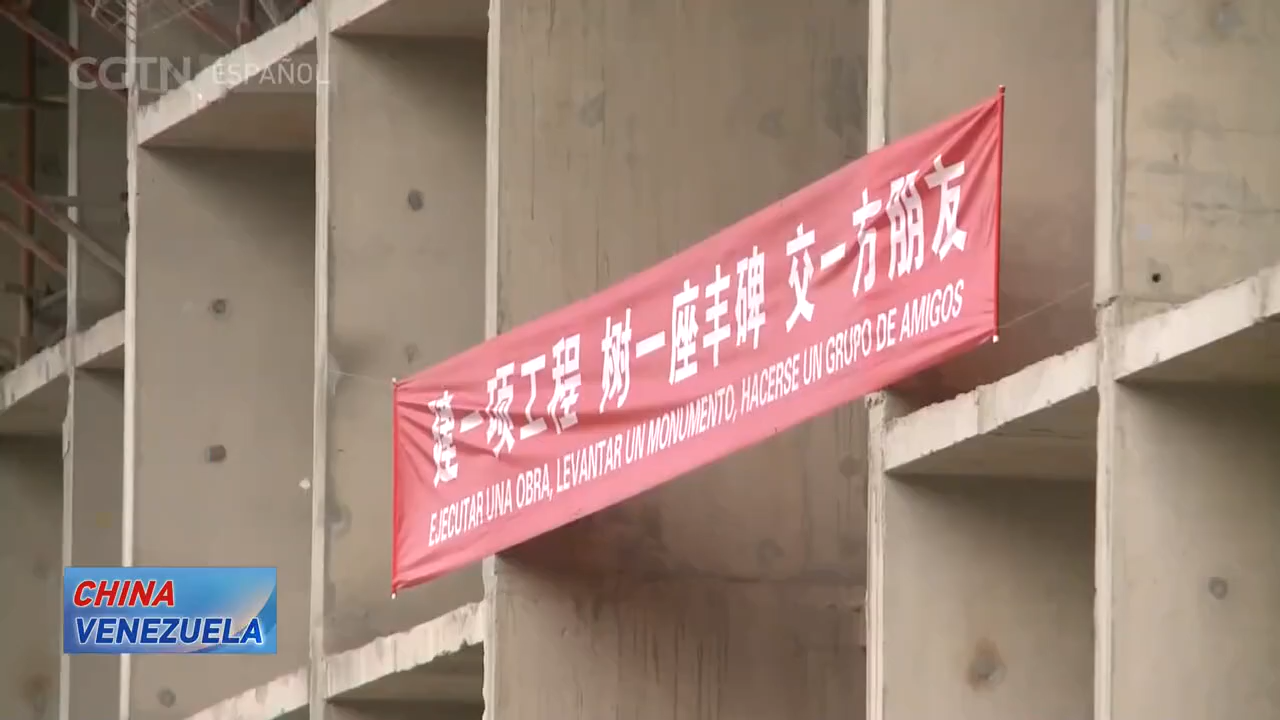 CGTN ESPAÑOL
建一项工程 树一座丰碑 交一方朋友
EJECUTAR UNA OBRA, LEVANTAR UN MONUMENTO, HACERSE UN GRUPO DE AMIGOS
CHINA
VENEZUELA